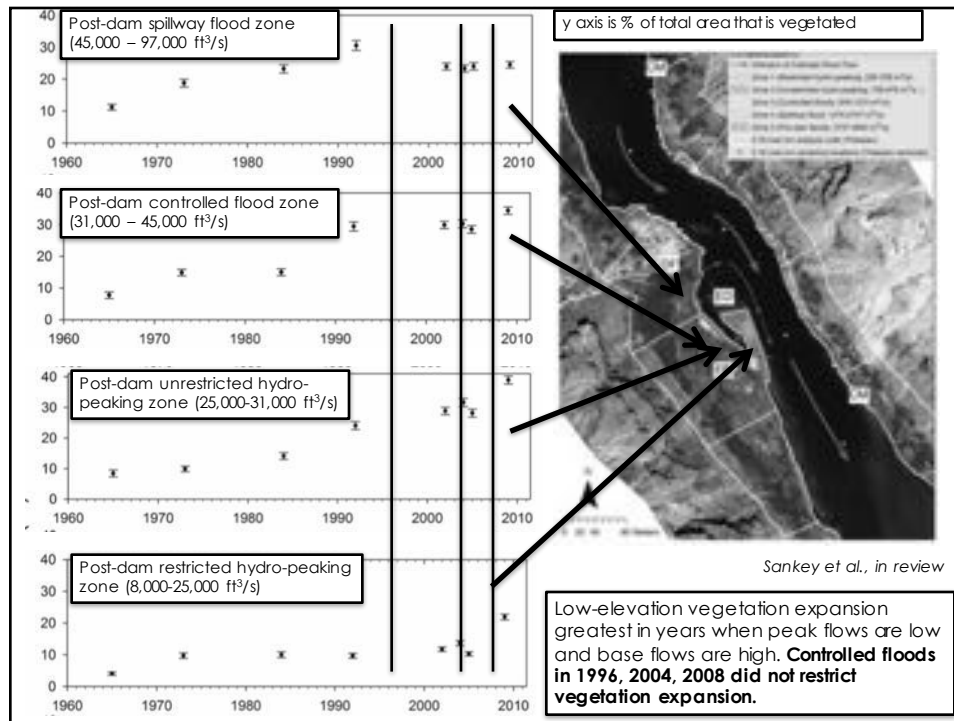 Post-dam spillway flood zone
(45,000 – 97,000 ft³/s)
40
30
20
10
0
1960
1970
1980
1990
2000
2010
Post-dam controlled flood zone
(31,000 – 45,000 ft³/s)
40
30
20
10
0
1960
1970
1980
1990
2000
2010
Post-dam unrestricted hydro-
peaking zone (25,000-31,000 ft³/s)
40
30
20
10
0
1960
1970
1980
1990
2000
2010
Post-dam restricted hydro-peaking
zone (8,000-25,000 ft³/s)
40
30
20
10
0
1960
1970
1980
1990
2000
2010
y axis is % of total area that is vegetated
Sankey et al., in review
Low-elevation vegetation expansion
greatest in years when peak flows are low
and base flows are high. Controlled floods
in 1996, 2004, 2008 did not restrict
vegetation expansion.